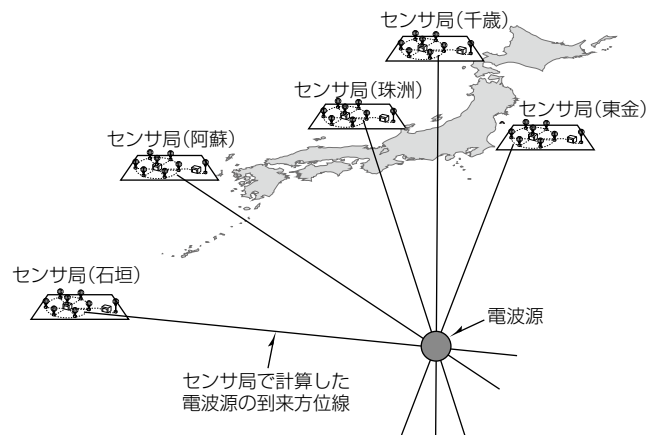 センサ局(千歳)
センサ局(珠洲)
センサ局(東金)
センサ局(阿蘇)
センサ局(石垣)
電波源
センサ局で計算した
電波源の到来方位線